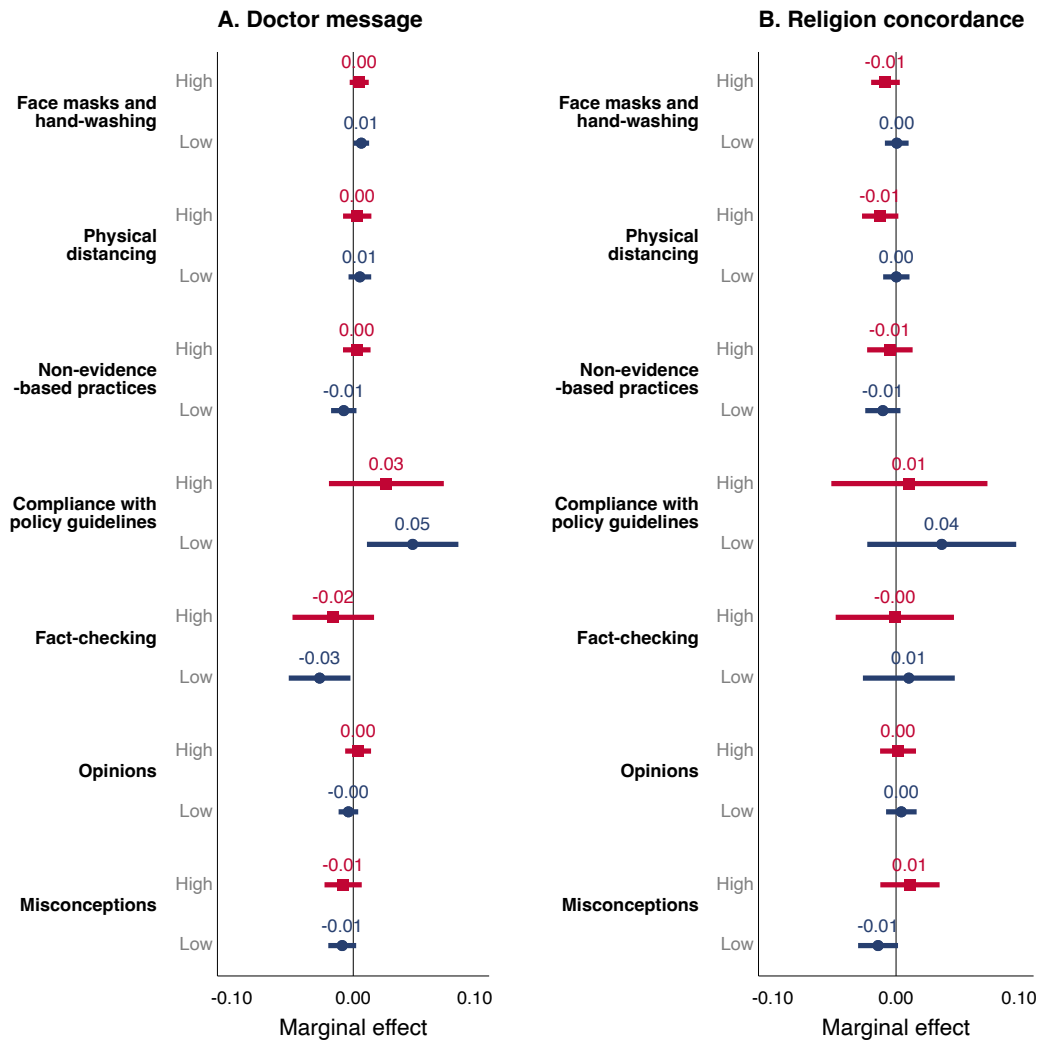 A. Doctor message
Face masks and
hand-washing
High
0.00
Low
0.01
Physical
distancing
High
0.00
Low
0.01
Non-evidence
-based practices
High
0.00
Low
-0.01
Compliance with
policy guidelines
High
0.03
Low
0.05
Fact-checking
High
-0.02
Low
-0.03
Opinions
High
0.00
Low
-0.00
Misconceptions
High
-0.01
Low
-0.01
-0.10 0.00 0.10
Marginal effect
B. Religion concordance
Face masks and
hand-washing
High
-0.01
Low
0.00
Physical
distancing
High
-0.01
Low
0.00
Non-evidence
-based practices
High
-0.01
Low
-0.01
Compliance with
policy guidelines
High
0.01
Low
0.04
Fact-checking
High
-0.00
Low
0.01
Opinions
High
0.00
Low
0.00
Misconceptions
High
0.01
Low
-0.01
-0.10 0.00 0.10
Marginal effect